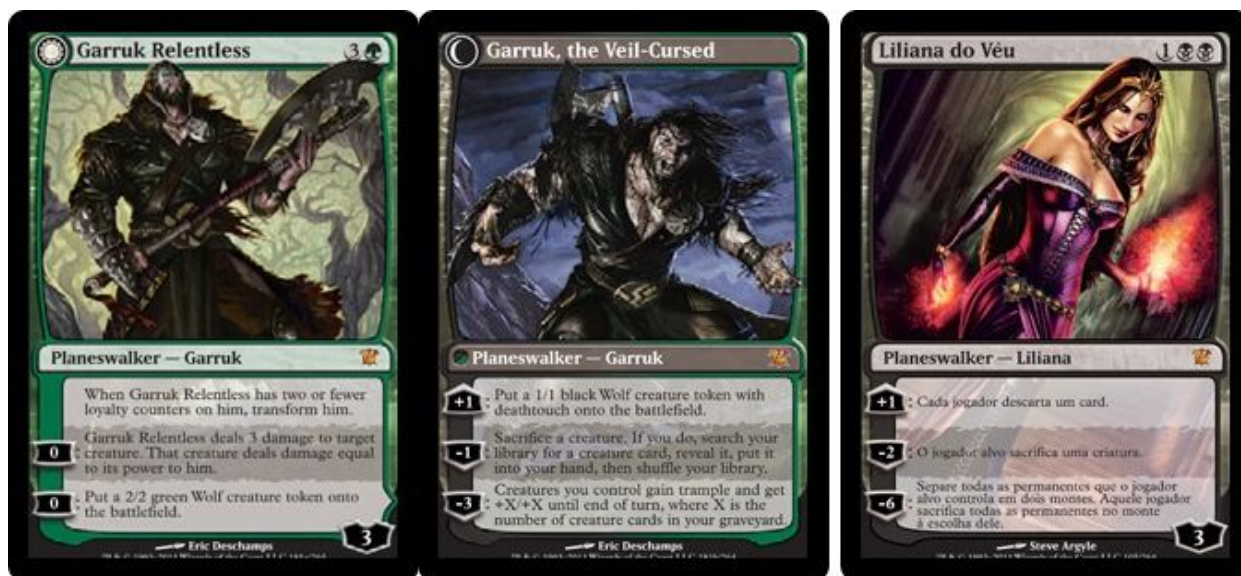 Garruk Relentless 3
Planeswalker — Garruk
When Garruk Relentless has two or fewer
loyalty counters on him, transform him.
0 : Garruk Relentless deals 3 damage to target
creature. That creature deals damage equal
to its power to him.
0 : Put a 2/2 green Wolf creature token onto
the battlefield.
3
Eric Deschamps
Garruk, the Veil-Cursed
Planeswalker — Garruk
+1 : Put a 1/1 black Wolf creature token with
deathtouch onto the battlefield.
-1 : Sacrifice a creature. If you do, search your
library for a creature card, reveal it, put it
into your hand, then shuffle your library.
-3 : Creatures you control gain trample and get
+X/+X until end of turn, where X is the
number of creature cards in your graveyard.
Eric Deschamps
Liliana do Véu 1
Planeswalker — Liliana
+1 : Cada jogador descarta um card.
-2 : O jogador alvo sacrifica uma criatura.
-6 : Separe todas as permanentes que o jogador
alvo controla em dois montes. Aquele jogador
sacrifica todas as permanentes no monte
à escolha dele.
3
Steve Argyle